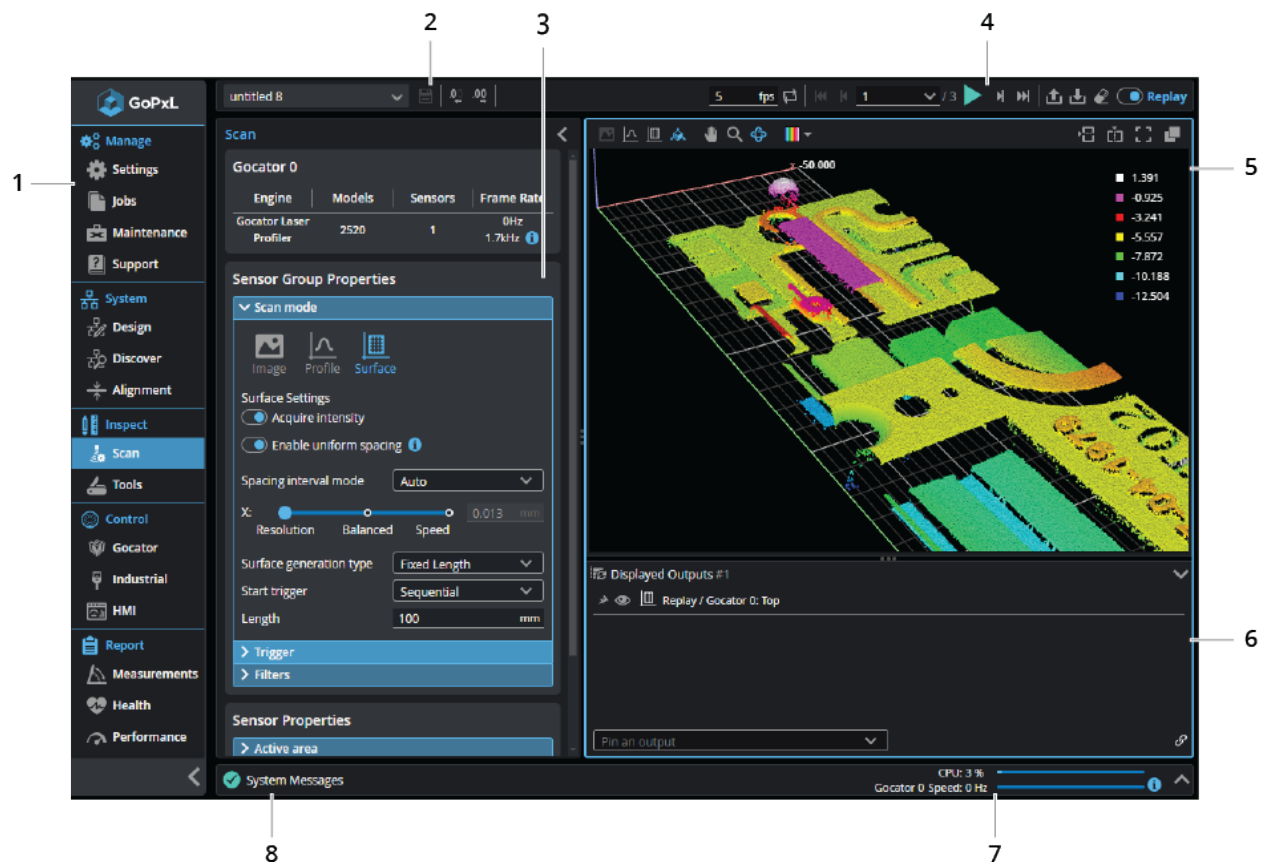 2
3
4
1
5
6
8
7
GoPxL
Manage
Settings
Jobs
Maintenance
Support
System
Design
Discover
Alignment
Inspect
Scan
Tools
Control
Gocator
Industrial
HMI
Report
Measurements
Health
Performance
untitled 8
.0 .00
5 fps 1 / 3 Replay
Scan
Gocator 0
Engine Models Sensors Frame Rate
Gocator Laser Profiler 2520 1 0Hz
1.7kHz
Sensor Group Properties
Scan mode
Image Profile Surface
Surface Settings
Acquire intensity
Enable uniform spacing
Spacing interval mode Auto
X: 0.013 mm
Resolution Balanced Speed
Surface generation type Fixed Length
Start trigger Sequential
Length 100 mm
Trigger
Filters
Sensor Properties
Active area
-50.000
1.391
-0.925
-3.241
-5.557
-7.872
-10.188
-12.504
Displayed Outputs #1
Replay / Gocator 0: Top
Pin an output
System Messages
CPU: 3 %
Gocator 0 Speed: 0 Hz